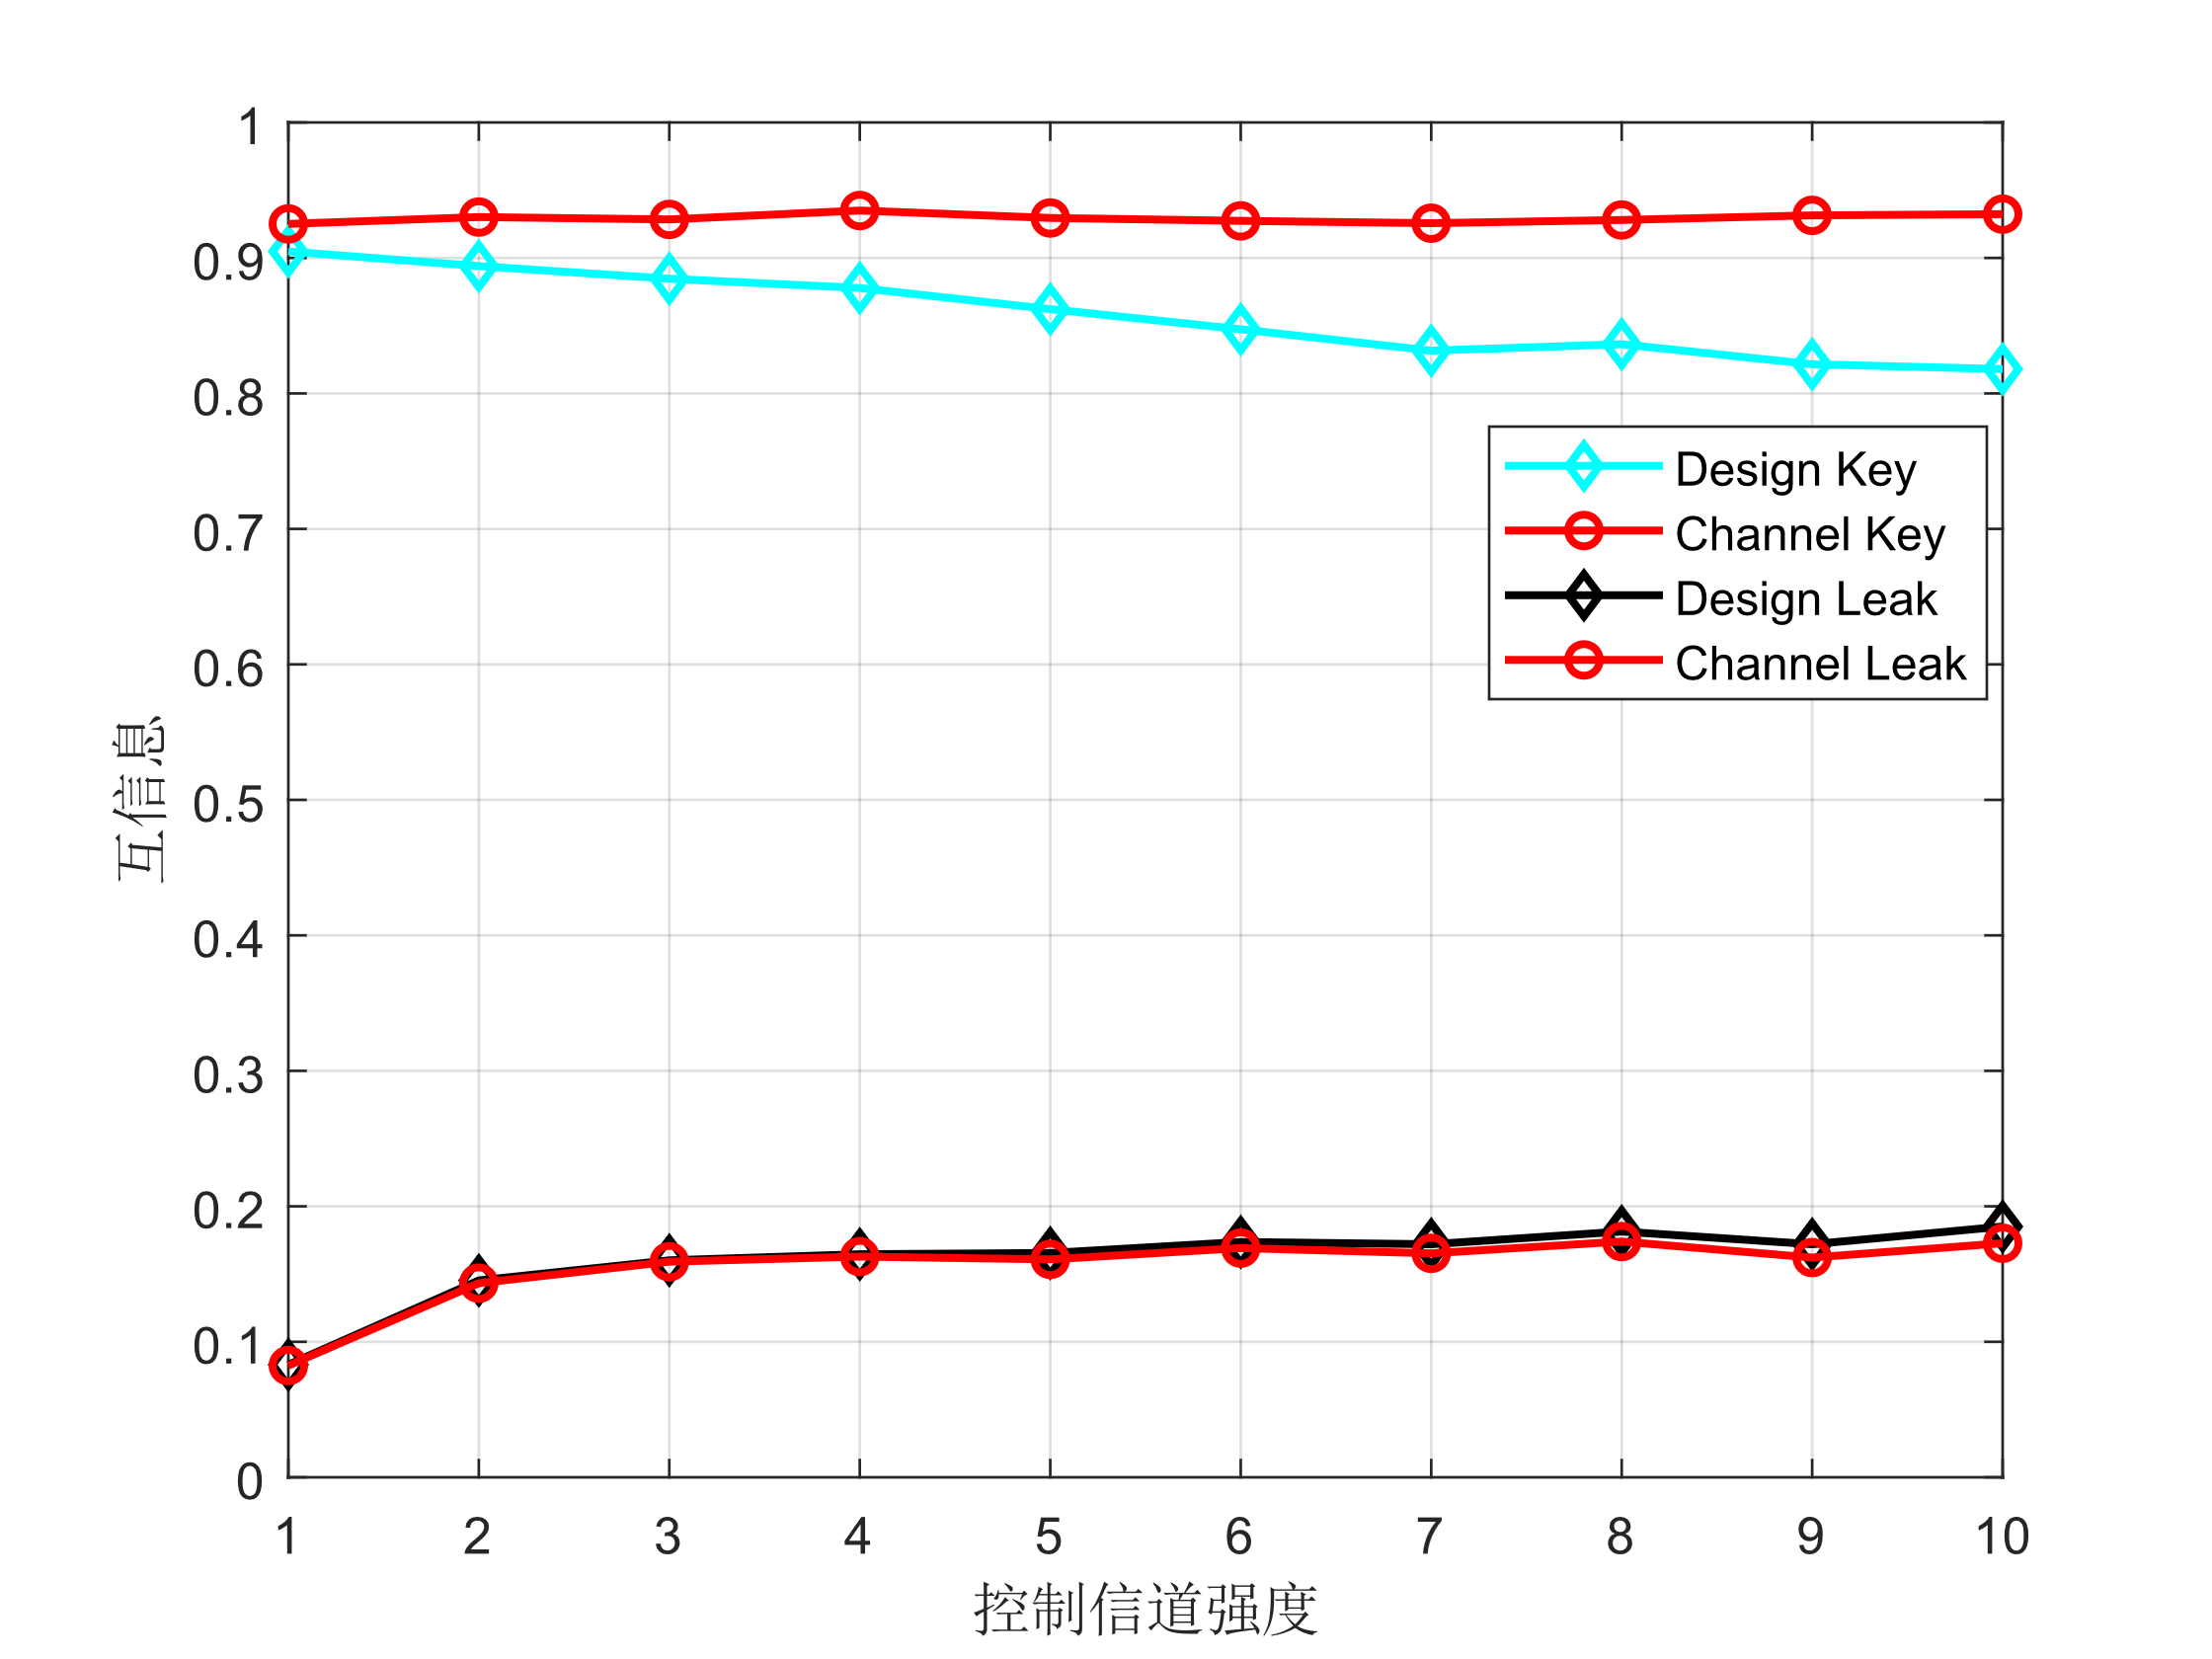 1
0.9
0.8
0.7
0.6
0.5
0.4
0.3
0.2
0.1
0
互信息
Design Key
Channel Key
Design Leak
Channel Leak
1 2 3 4 5 6 7 8 9 10
控制信道强度